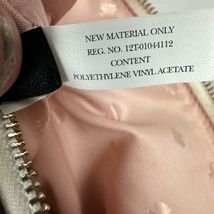 NEW MATERIAL ONLY
REG. NO. 12T-01044112
CONTENT
POLYETHYLENE VINYL ACETATE